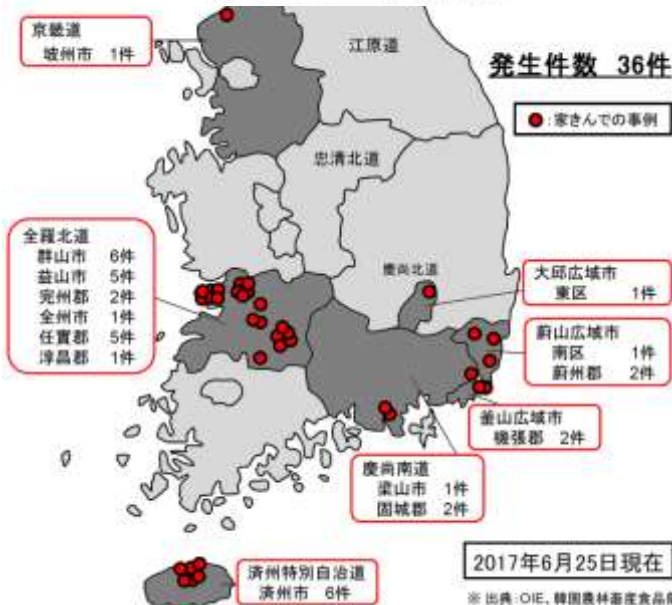 京畿道
坡州市 1件
江原道
発生件数 36件
:家きんでの事例
忠清北道
全羅北道
群山市 6件
益山市 5件
完州郡 2件
全州市 1件
任實郡 5件
淳昌郡 1件
慶尚北道
大邱広域市
東区 1件
蔚山広域市
南区 1件
蔚州郡 2件
釜山広域市
機張郡 2件
慶尚南道
梁山市 1件
固城郡 2件
済州特別自治道
済州市 6件
2017年6月25日現在
※ 出典:OIE、韓国農林畜産食品部